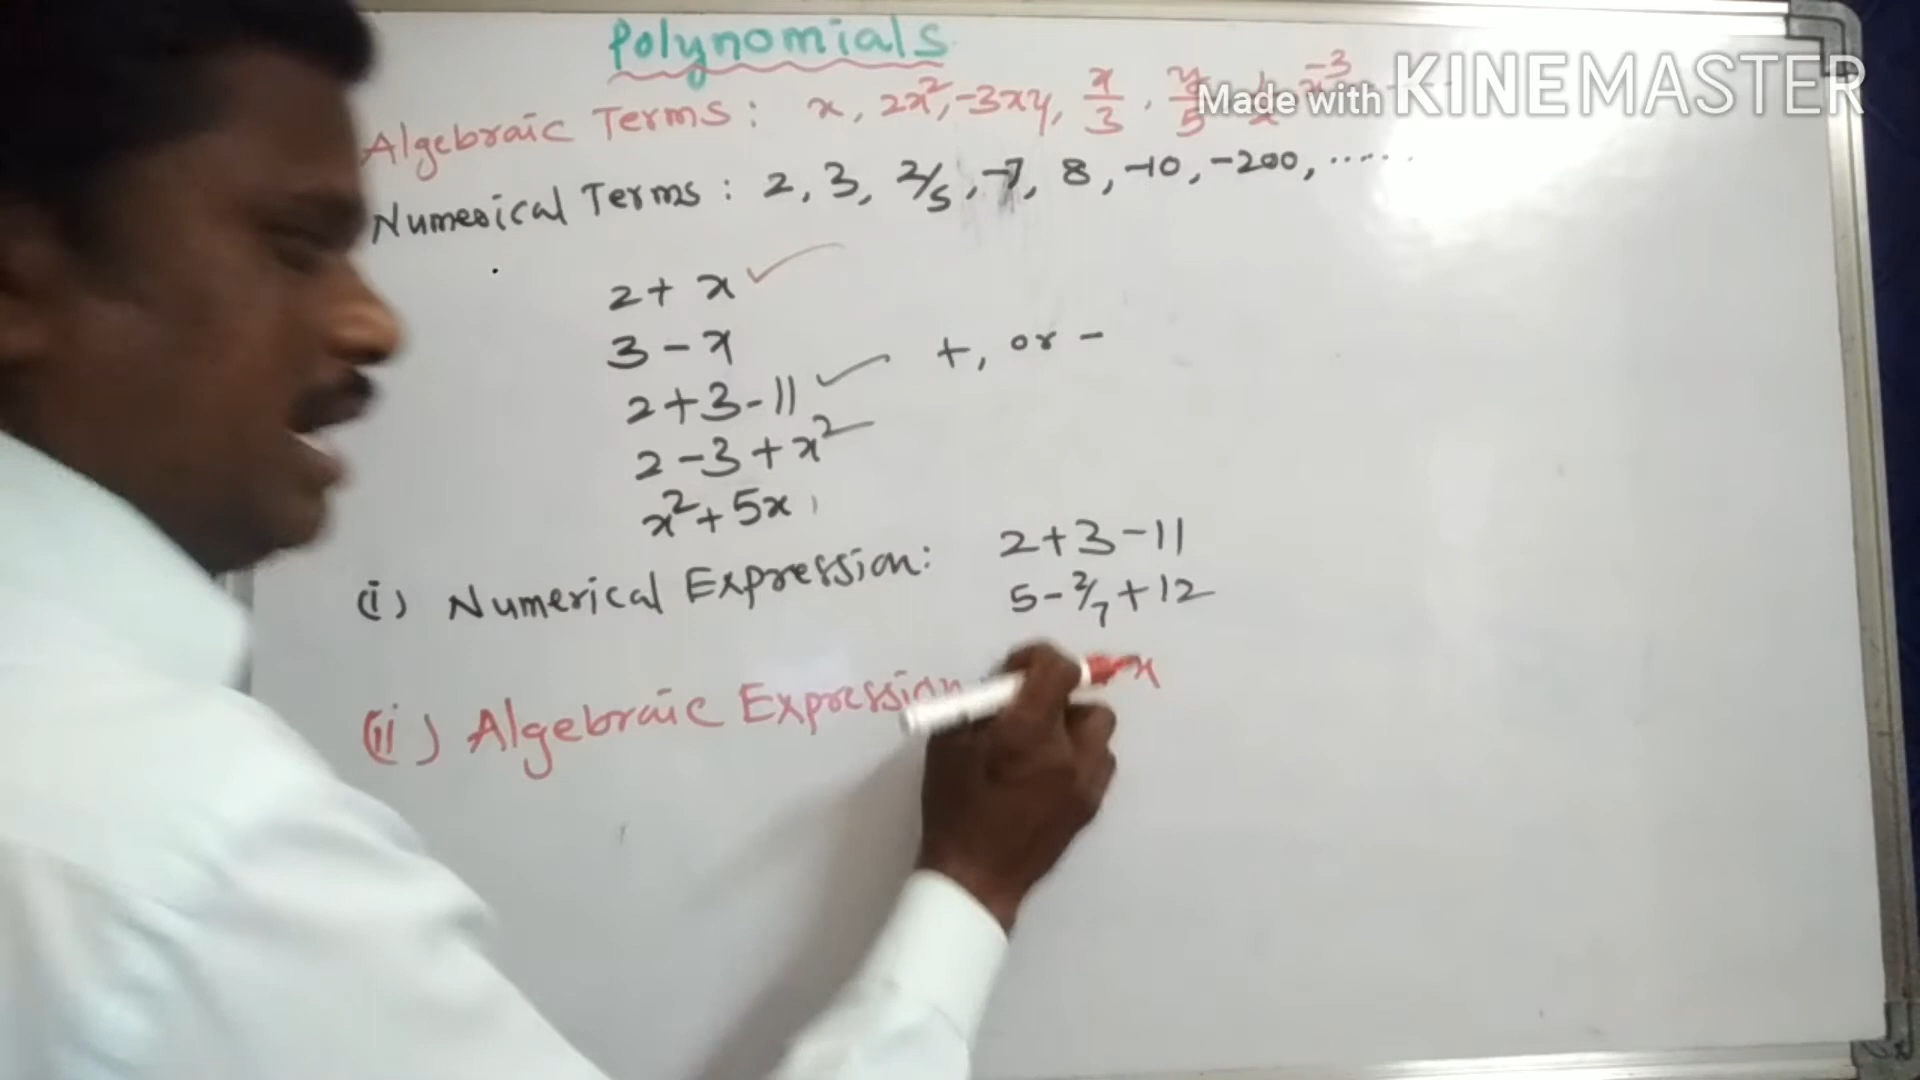 Polynomials
Algebraic Terms: x, 2x², -3xy, x/3, y/5, x⁻³
Made with KINEMASTER
Numerical Terms: 2, 3, 2/5, -7, 8, -10, -200, .....
2 + x ✓
3 - x
2+3-11 ✓ +, or -
2-3+x²
x²+5x
(i) Numerical Expression: 2+3-11
5-2/7+12
(ii) Algebraic Expression x